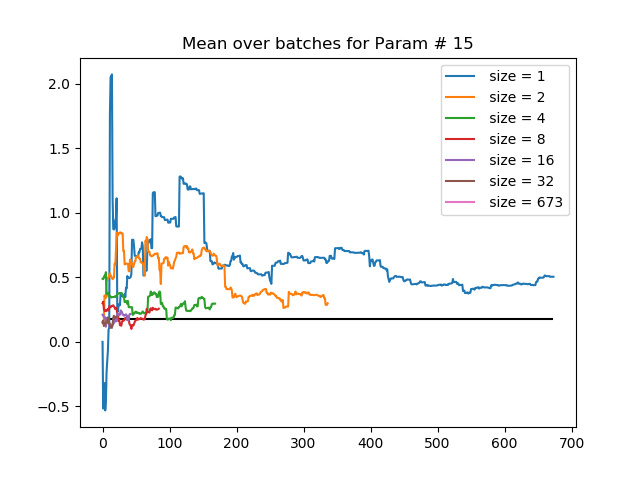 Mean over batches for Param # 15
size = 1
size = 2
size = 4
size = 8
size = 16
size = 32
size = 673
2.0
1.5
1.0
0.5
0.0
−0.5
0 100 200 300 400 500 600 700